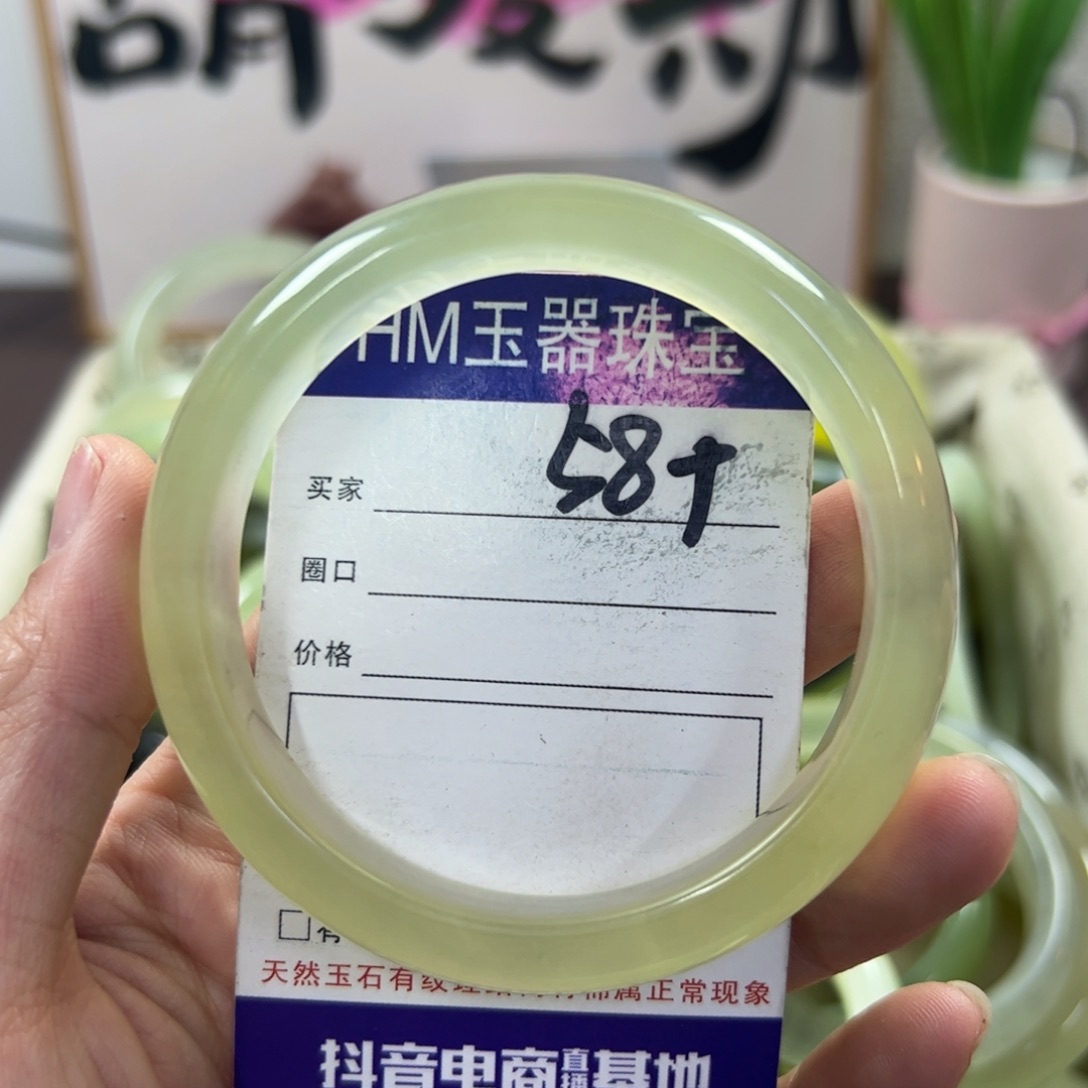 HM玉器珠宝
58+
买家
圈口
价格
天然玉石有纹理
属正常现象
抖音电商直播基地